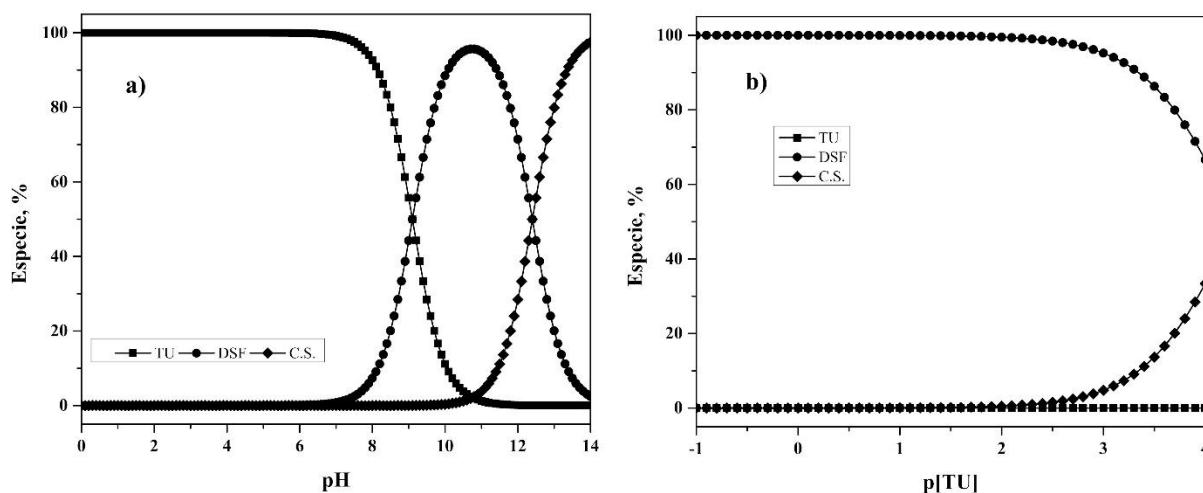 Especie, %
100
80
60
40
20
0
a)
TU DSF C.S.
0 2 4 6 8 10 12 14
pH
Especie, %
100
80
60
40
20
0
b)
TU
DSF
C.S.
-1 0 1 2 3 4
p[TU]